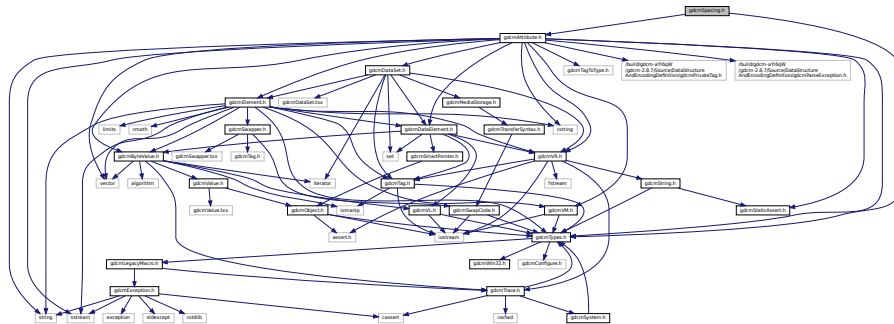 gdcmSpacing.h
gdcmAttribute.h
gdcmDataSet.h
gdcmTagToType.h
/build/gdcm-aYI6qW
/gdcm-2.8.7/Source/DataStructure
AndEncodingDefinition/gdcmPrivateTag.h
/build/gdcm-aYI6qW
/gdcm-2.8.7/Source/DataStructure
AndEncodingDefinition/gdcmParseException.h
gdcmElement.h
gdcmDataSet.txx
gdcmMediaStorage.h
limits
cmath
gdcmSwapper.h
gdcmDataElement.h
gdcmTransferSyntax.h
cstring
gdcmByteValue.h
gdcmSwapper.txx
gdcmTag.h
set
gdcmSmartPointer.h
gdcmVR.h
vector
algorithm
gdcmValue.h
iterator
gdcmTag.h
fstream
gdcmString.h
gdcmValue.txx
gdcmObject.h
iomanip
gdcmVL.h
gdcmSwapCode.h
gdcmVM.h
gdcmStaticAssert.h
assert.h
iostream
gdcmTypes.h
gdcmLegacyMacro.h
gdcmWin32.h
gdcmConfigure.h
gdcmException.h
gdcmTrace.h
string
sstream
exception
stdexcept
cstdlib
cassert
iosfwd
gdcmSystem.h